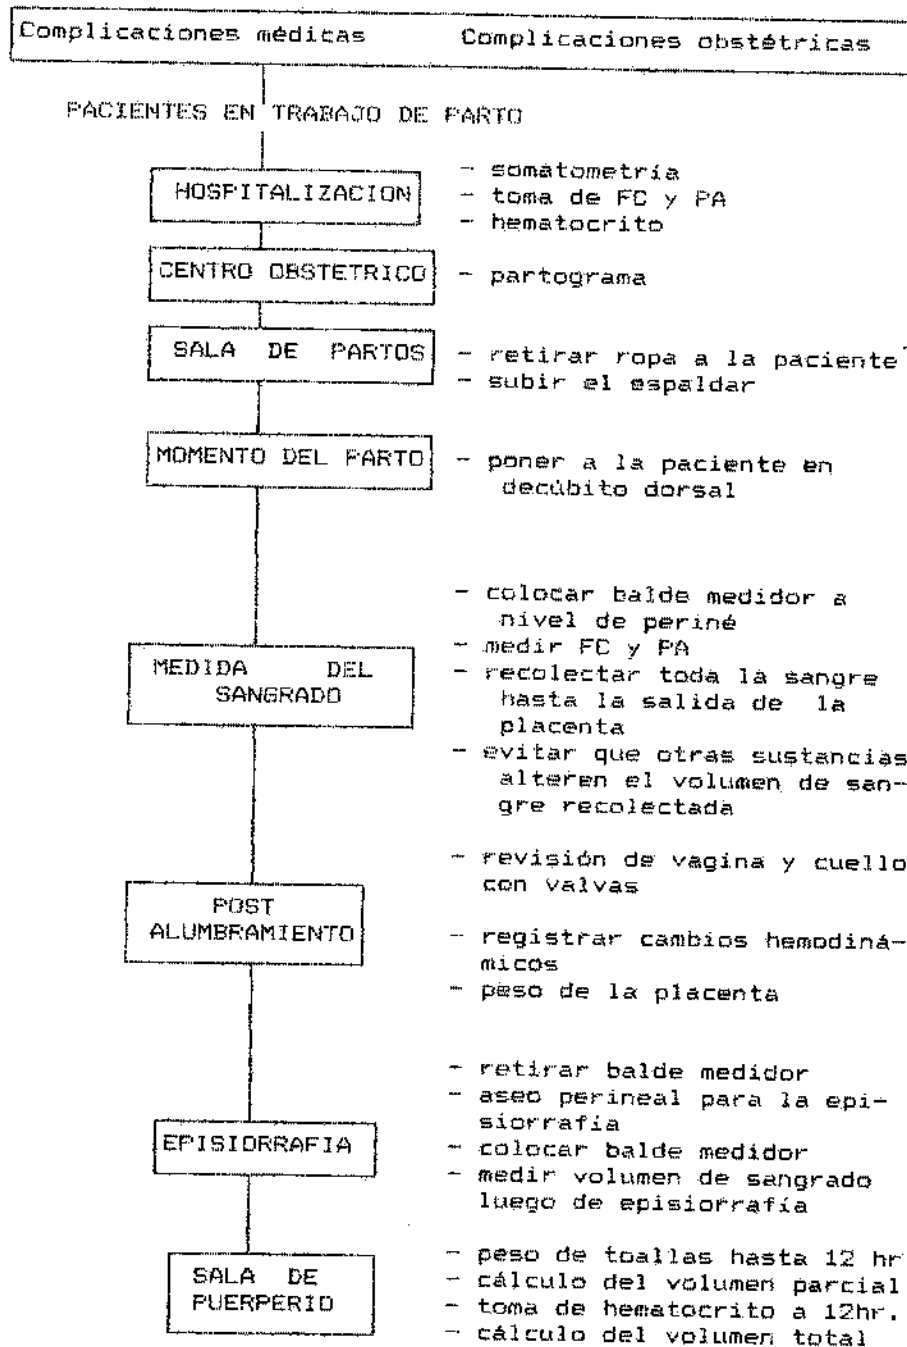 Complicaciones médicas Complicaciones obstétricas
PACIENTES EN TRABAJO DE PARTO
HOSPITALIZACION
- somatometría
- toma de FC y PA
- hematocrito
CENTRO OBSTETRICO
- partograma
SALA DE PARTOS
- retirar ropa a la paciente
- subir el espaldar
MOMENTO DEL PARTO
- poner a la paciente en
decúbito dorsal
MEDIDA DEL
SANGRADO
- colocar balde medidor a
nivel de periné
- medir FC y PA
- recolectar toda la sangre
hasta la salida de la
placenta
- evitar que otras sustancias
alteren el volumen de san-
gre recolectada
POST
ALUMBRAMIENTO
- revisión de vagina y cuello
con valvas
- registrar cambios hemodiná-
micos
- peso de la placenta
EPISIORRAFIA
- retirar balde medidor
- aseo perineal para la epi-
siorrafía
- colocar balde medidor
- medir volumen de sangrado
luego de episiorrafía
SALA DE
PUERPERIO
- peso de toallas hasta 12 hr
- cálculo del volumen parcial
- toma de hematocrito a 12hr.
- cálculo del volumen total